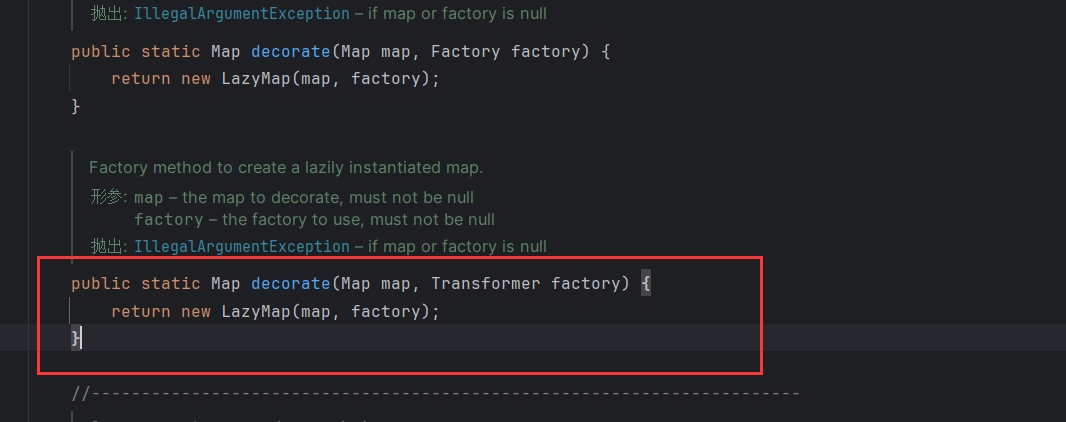 抛出: IllegalArgumentException – if map or factory is null
public static Map decorate(Map map, Factory factory) {
return new LazyMap(map, factory);
}
Factory method to create a lazily instantiated map.
形参: map – the map to decorate, must not be null
factory – the factory to use, must not be null
抛出: IllegalArgumentException – if map or factory is null
public static Map decorate(Map map, Transformer factory) {
return new LazyMap(map, factory);
}
//-----------------------------------------------------------------------